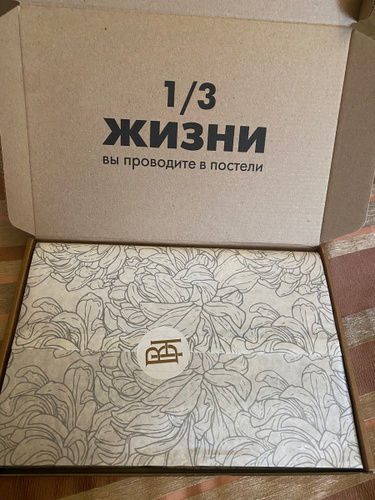 1/3
ЖИЗНИ
вы проводите в постели